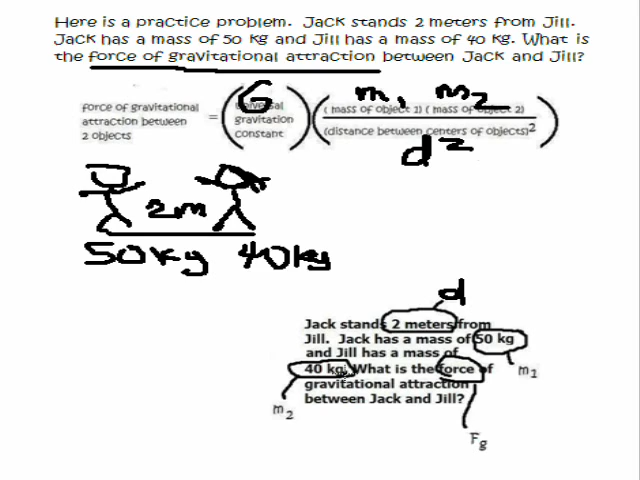 Here is a practice problem. Jack stands 2 meters from Jill.
Jack has a mass of 50 kg and Jill has a mass of 40 kg. What is
the force of gravitational attraction between Jack and Jill?
G m1 m2
force of gravitational
attraction between
2 objects
=
universal
gravitation
constant
(mass of object 1) (mass of object 2)
(distance between centers of objects)2
d2
2m
50kg 40kg
d
Jack stands 2 meters from
Jill. Jack has a mass of 50 kg
and Jill has a mass of
40 kg. What is the force of
gravitational attraction
between Jack and Jill?
m1
m2
Fg